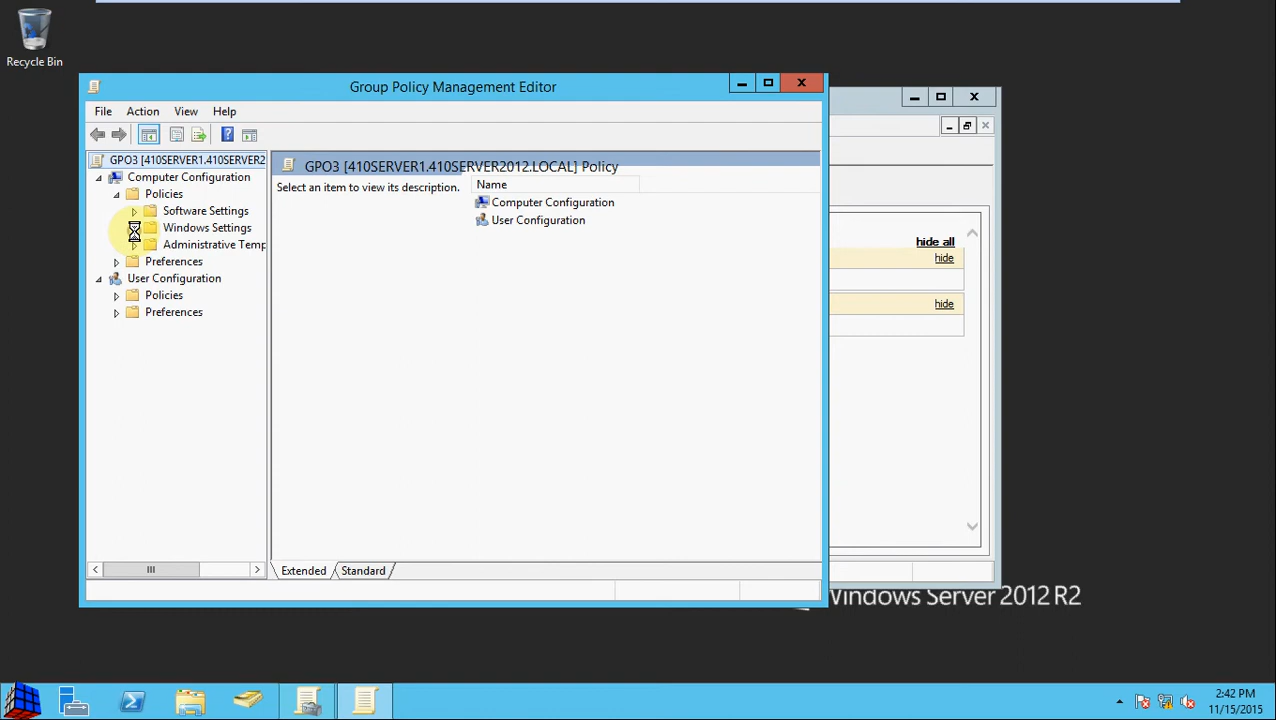 Recycle Bin
Group Policy Management Editor
File Action View Help
GPO3 [410SERVER1.410SERVER2
Computer Configuration
Policies
Software Settings
Windows Settings
Administrative Temp
Preferences
User Configuration
Policies
Preferences
GPO3 [410SERVER1.410SERVER2012.LOCAL] Policy
Select an item to view its description.
Name
Computer Configuration
User Configuration
Extended Standard
hide all
hide
hide
Windows Server 2012 R2
2:42 PM
11/15/2015